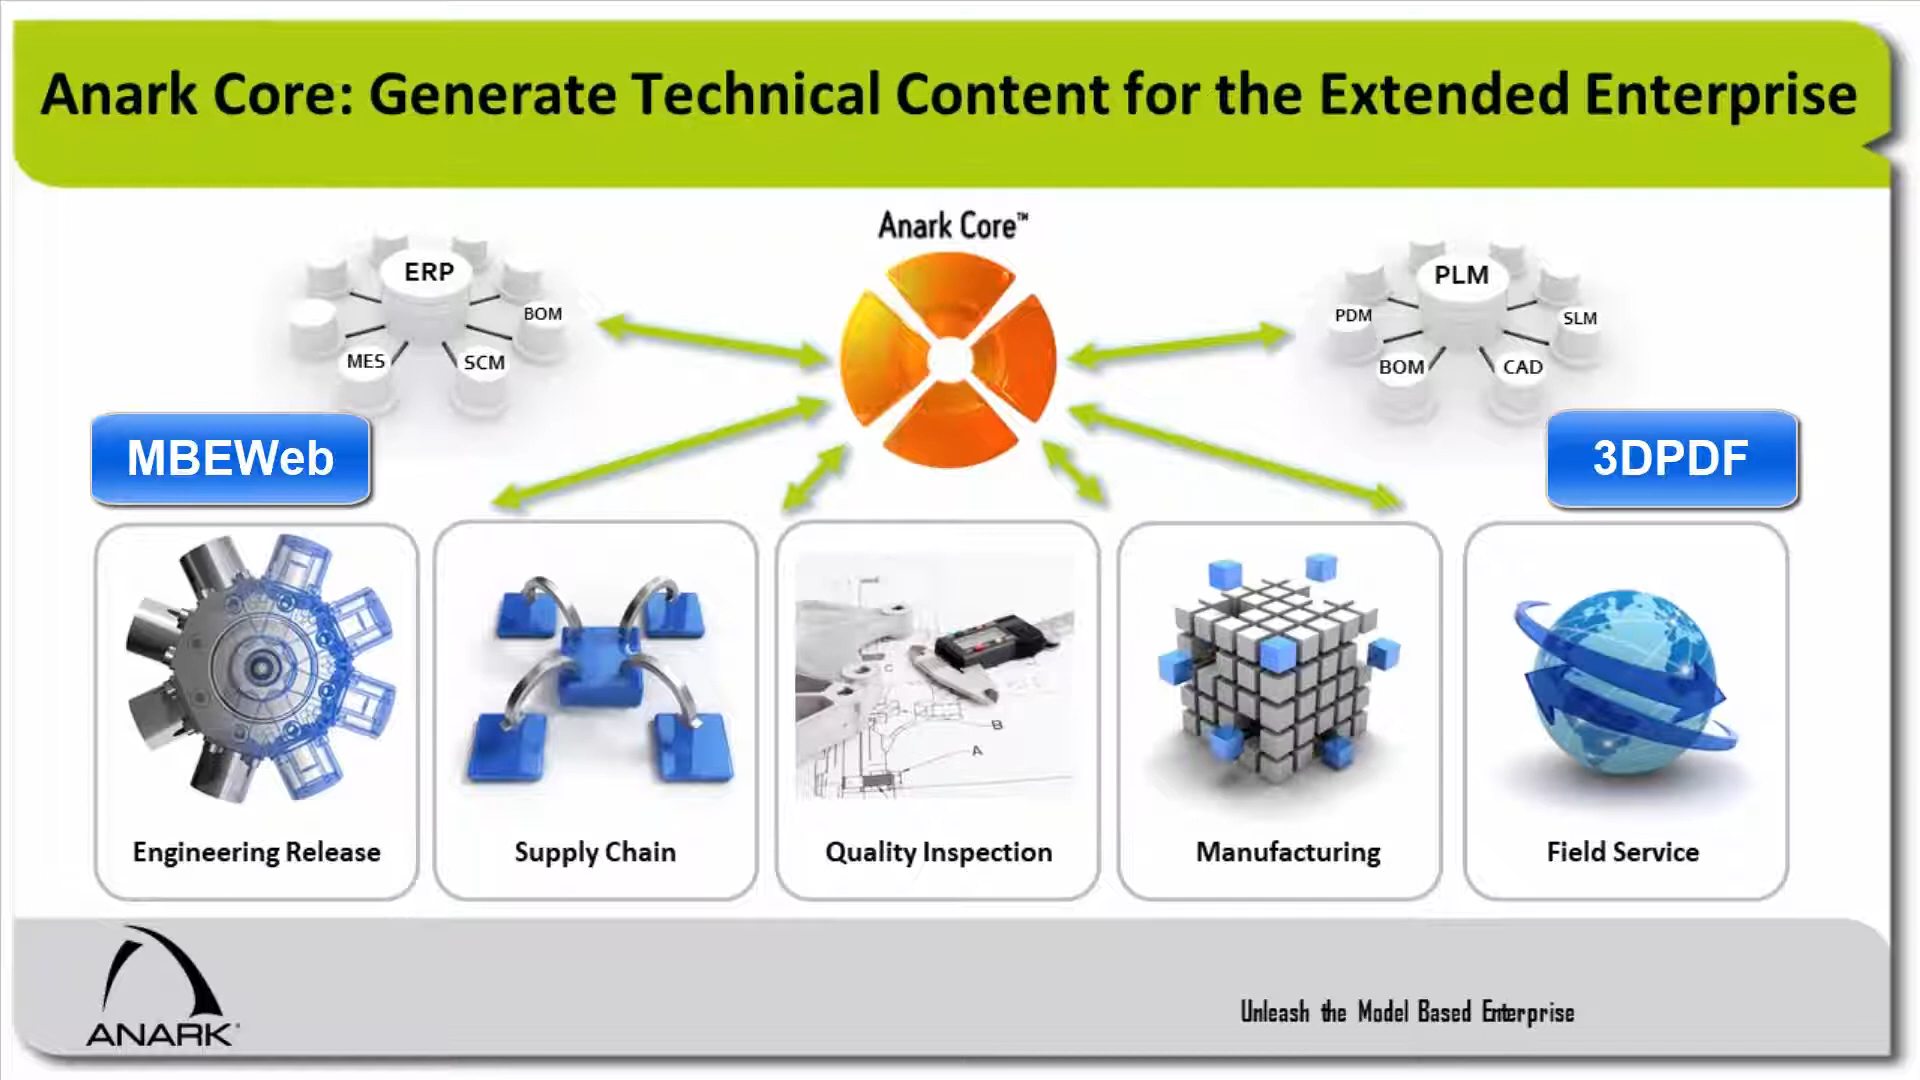 Anark Core: Generate Technical Content for the Extended Enterprise
Anark Core™
ERP
BOM
MES
SCM
PLM
PDM
SLM
BOM
CAD
MBEWeb
3DPDF
C
B
A
Engineering Release
Supply Chain
Quality Inspection
Manufacturing
Field Service
ANARK®
Unleash the Model Based Enterprise